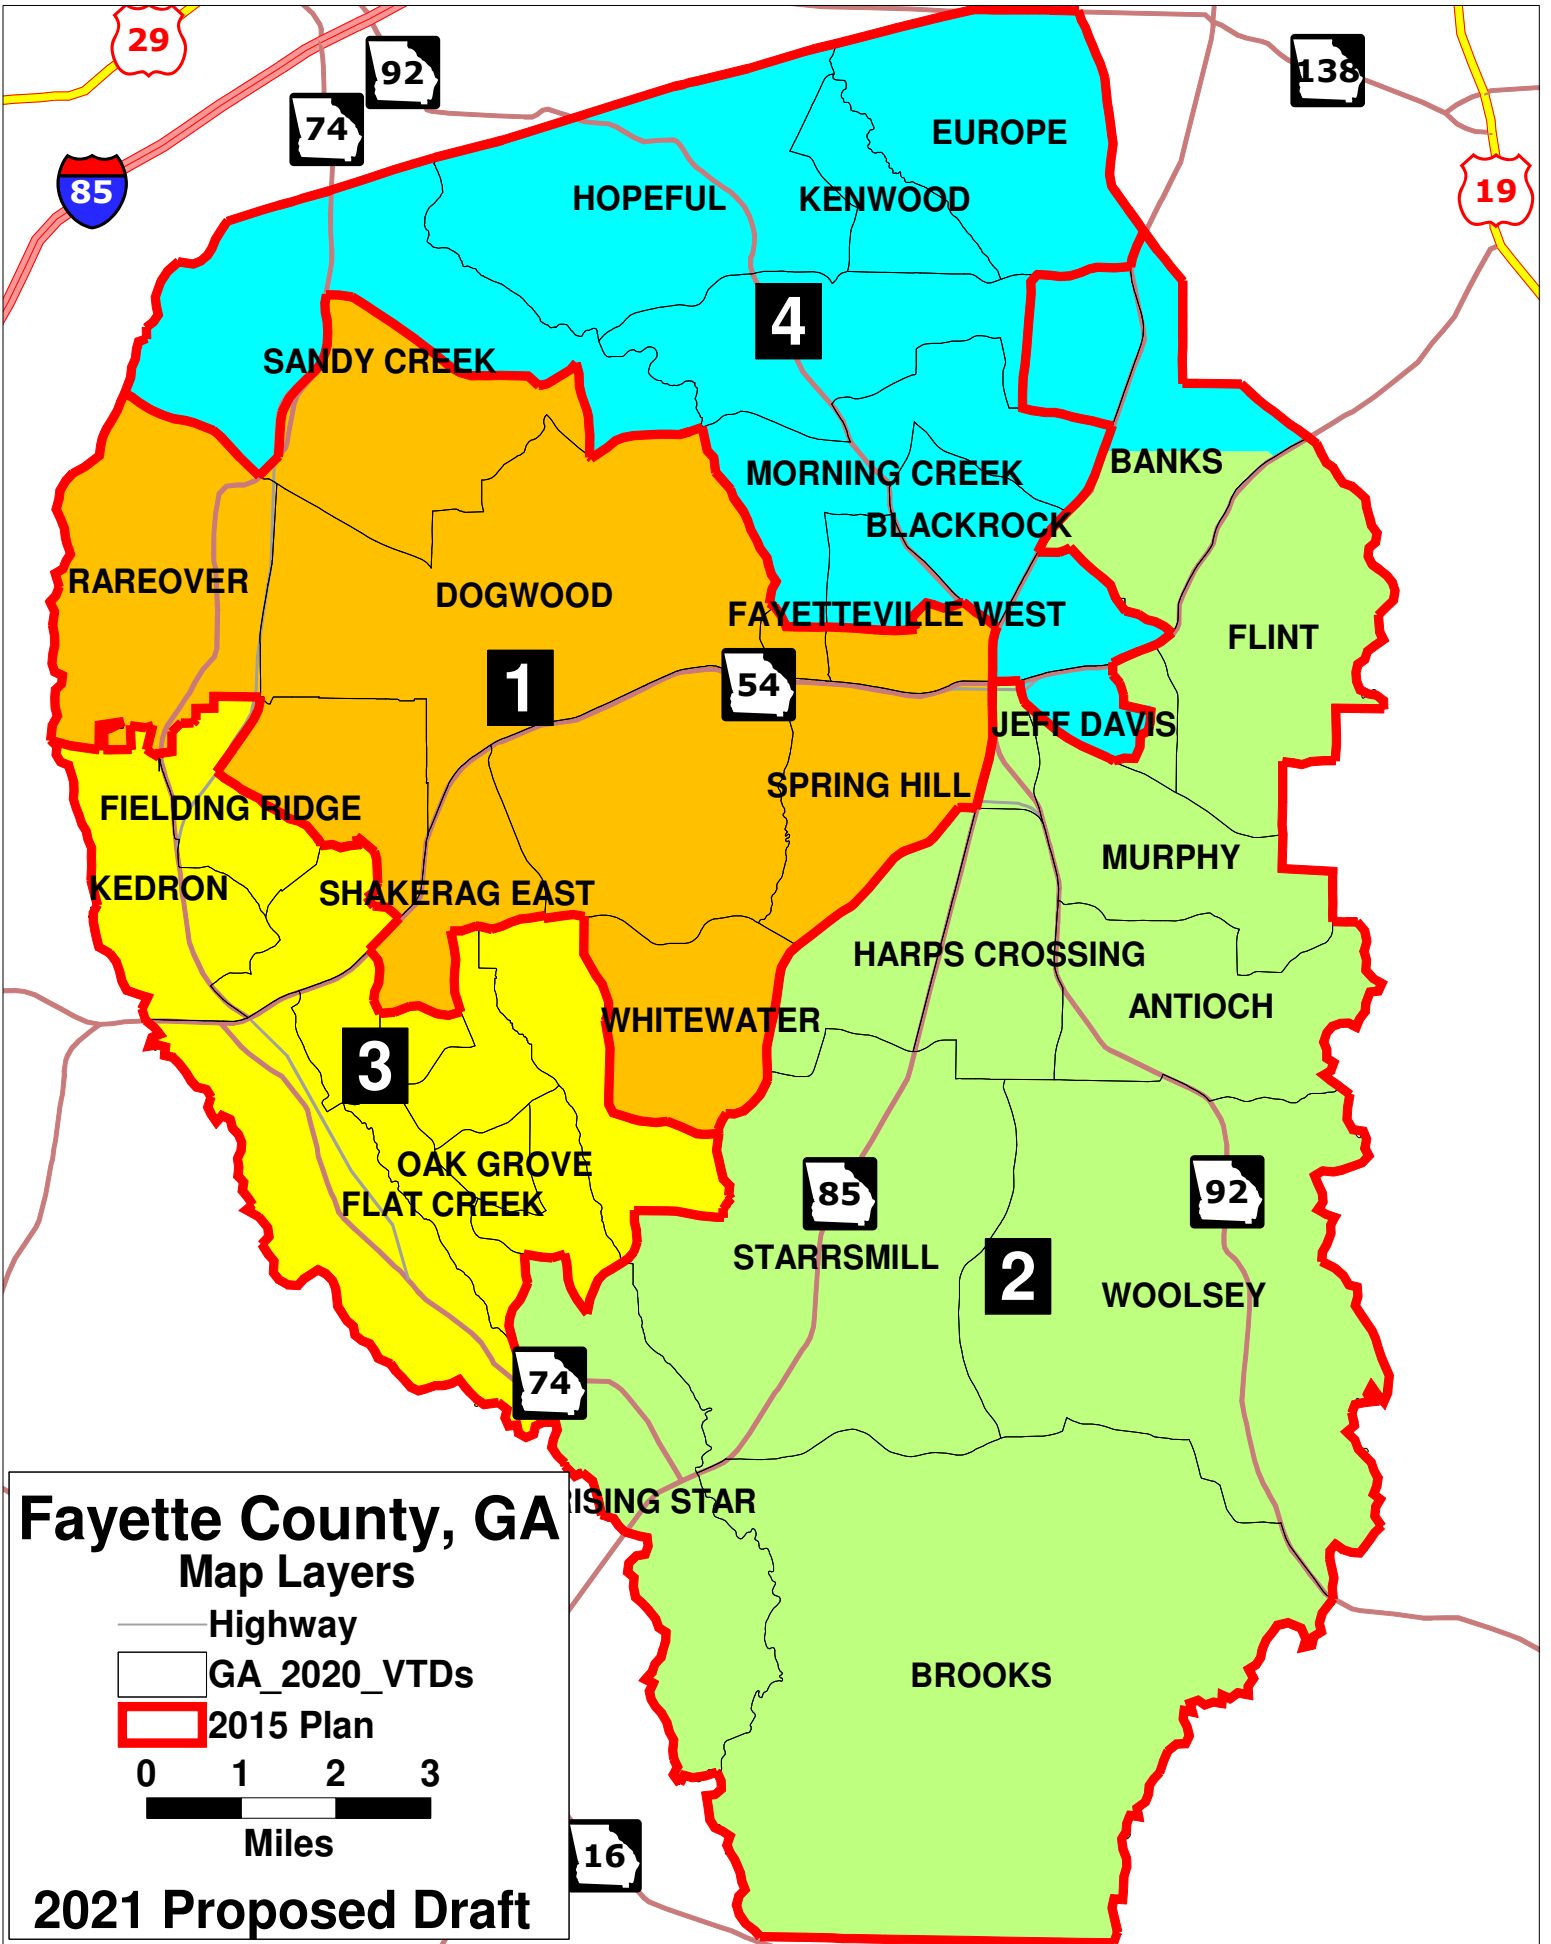 29
92
138
74
EUROPE
85
19
HOPEFUL
KENWOOD
4
SANDY CREEK
BANKS
MORNING CREEK
BLACKROCK
RAREOVER
DOGWOOD
FAYETTEVILLE WEST
FLINT
1
54
JEFF DAVIS
SPRING HILL
FIELDING RIDGE
MURPHY
KEDRON
SHAKERAG EAST
HARPS CROSSING
ANTIOCH
WHITEWATER
3
OAK GROVE
85
92
FLAT CREEK
STARRSMILL
2
WOOLSEY
74
RISING STAR
Fayette County, GA
Map Layers
Highway
GA_2020_VTDs
BROOKS
2015 Plan
0 1 2 3
Miles
16
2021 Proposed Draft